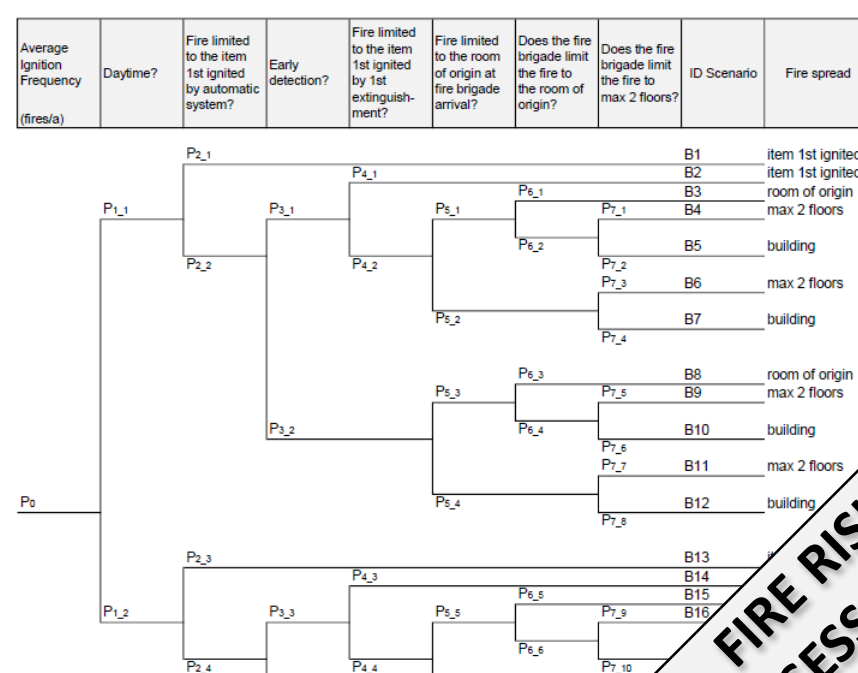 Average
Ignition
Frequency
(fires/a)
Daytime?
Fire limited
to the item
1st ignited
by automatic
system?
Early
detection?
Fire limited
to the item
1st ignited
by 1st
extinguish-
ment?
Fire limited
to the room
of origin at
fire brigade
arrival?
Does the fire
brigade limit
the fire to
the room of
origin?
Does the fire
brigade limit
the fire to
max 2 floors?
ID Scenario
Fire spread
P2_1 B1 item 1st ignited
P4_1 B2 item 1st ignited
P6_1 B3 room of origin
P1_1 P3_1 P5_1 P7_1 B4 max 2 floors
P6_2 B5 building
P2_2 P4_2 P7_2
P7_3 B6 max 2 floors
P5_2 B7 building
P7_4
P6_3 B8 room of origin
P5_3 P7_5 B9 max 2 floors
P3_2 P6_4 B10 building
P7_6
P7_7 B11 max 2 floors
P0 P5_4 B12 building
P7_8
P2_3 B13
P4_3 B14
P6_5 B15
P1_2 P3_3 P5_5 P7_9 B16
P6_6
P2_4 P4_4 P7_10
FIRE